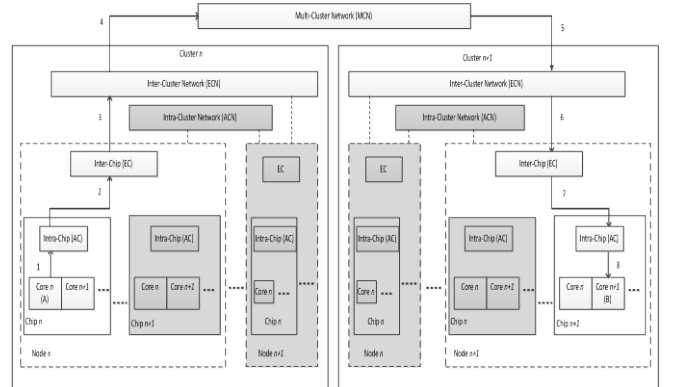 Multi-Cluster Network (MCN)
4
5
Cluster n
Cluster n+1
Inter-Cluster Network (ECN)
Inter-Cluster Network (ECN)
3
6
Intra-Cluster Network (ACN)
Intra-Cluster Network (ACN)
Inter-Chip (EC)
EC
EC
Inter-Chip (EC)
2
7
Intra-Chip (AC)
Intra-Chip (AC)
Intra-Chip (AC)
Intra-Chip (AC)
Intra-Chip (AC)
Intra-Chip (AC)
1
8
Core n
(A)
Core n+1
Core n
Core n+1
Core n
Core n
Core n
Core n+1
Core n
Core n+1
(B)
Chip n
Chip n+1
Chip n
Chip n
Chip n
Chip n+1
Node n
Node n+1
Node n
Node n+1